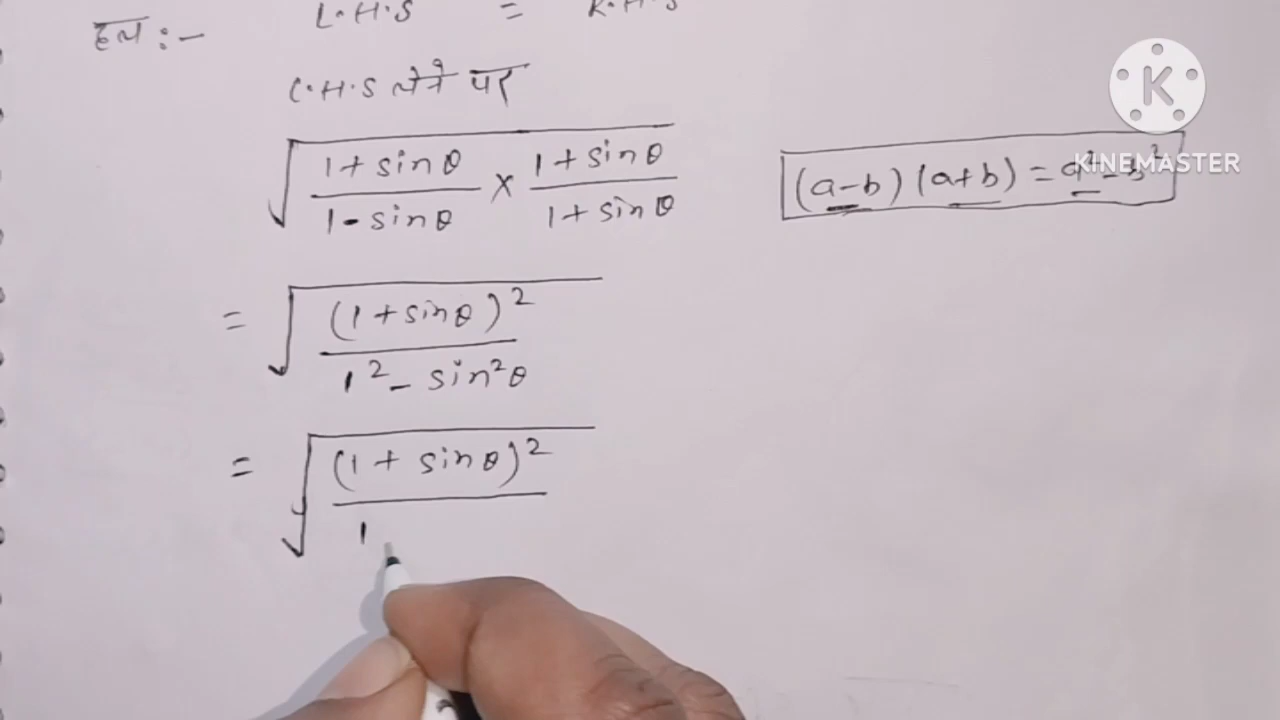 हल :- L.H.S = R.H.S
L.H.S लेने पर
√((1 + sinθ)/(1 - sinθ) × (1 + sinθ)/(1 + sinθ))
(a-b) (a+b) = a² - b²
KINEMASTER
= √((1 + sinθ)²/(1² - sin²θ))
= √((1 + sinθ)²/1